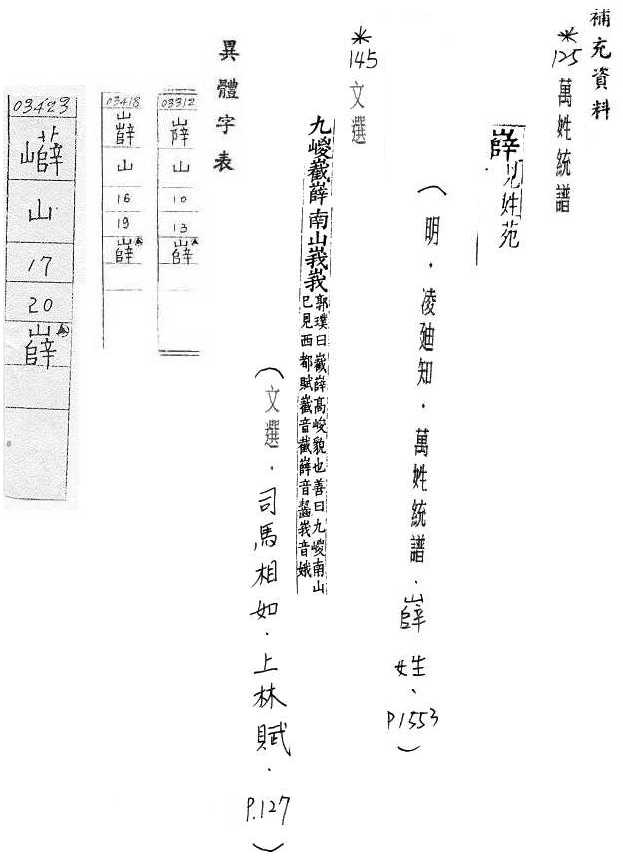 補充資料
*125 萬姓統譜
嶭見姓苑
(明．凌廸知．萬姓統譜．嶭姓、P1553)
*145 文選
九嵕巀嶭南山峩峩
郭璞曰巀嶭高峻貌也善曰九嵕南山
已見西都賦巀音截嶭音齧峩音娥
(文選．司馬相如．上林賦．P.127)
異體字表
03312
山
10
13
嶭
03418
山
16
19
嶭
03423
山
17
20
嶭